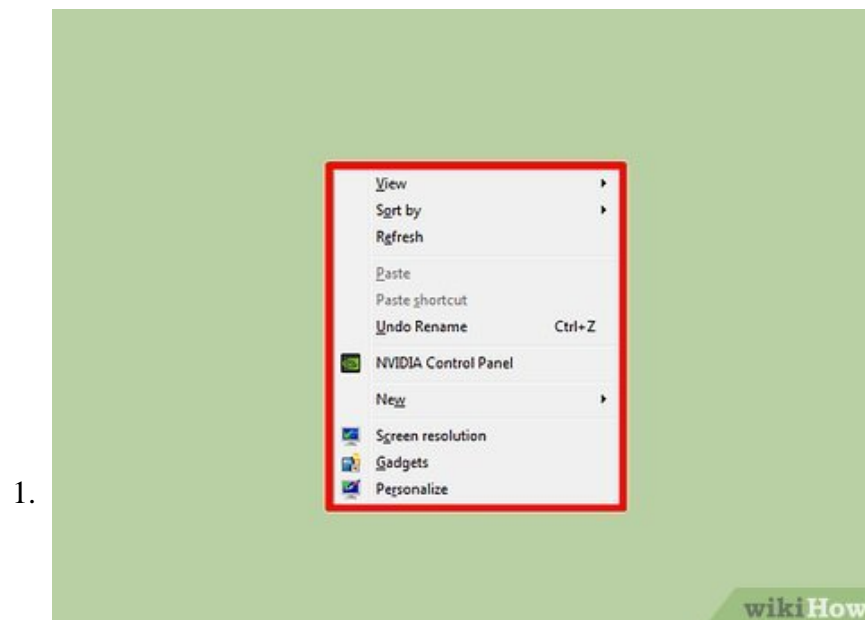 View
Sort by
Refresh
Paste
Paste shortcut
Undo Rename Ctrl+Z
NVIDIA Control Panel
New
Screen resolution
Gadgets
Personalize
1.
wikiHow